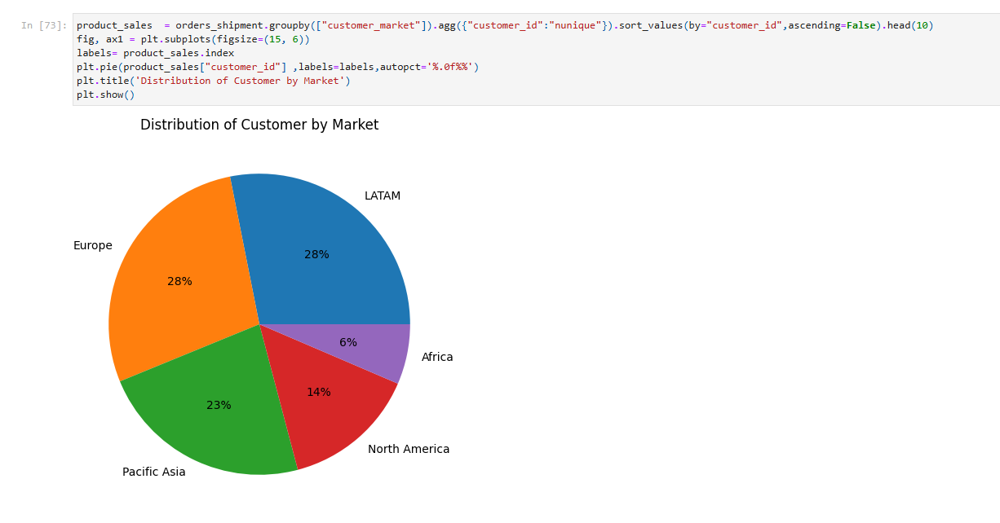 In [73]: product_sales  = orders_shipment.groupby(["customer_market"]).agg({"customer_id":"nunique"}).sort_values(by="customer_id",ascending=False).head(10)
fig, ax1 = plt.subplots(figsize=(15, 6))
labels= product_sales.index
plt.pie(product_sales["customer_id"] ,labels=labels,autopct='%.0f%%')
plt.title('Distribution of Customer by Market')
plt.show()
Distribution of Customer by Market
LATAM
Europe
28%
28%
6%
Africa
14%
23%
North America
Pacific Asia